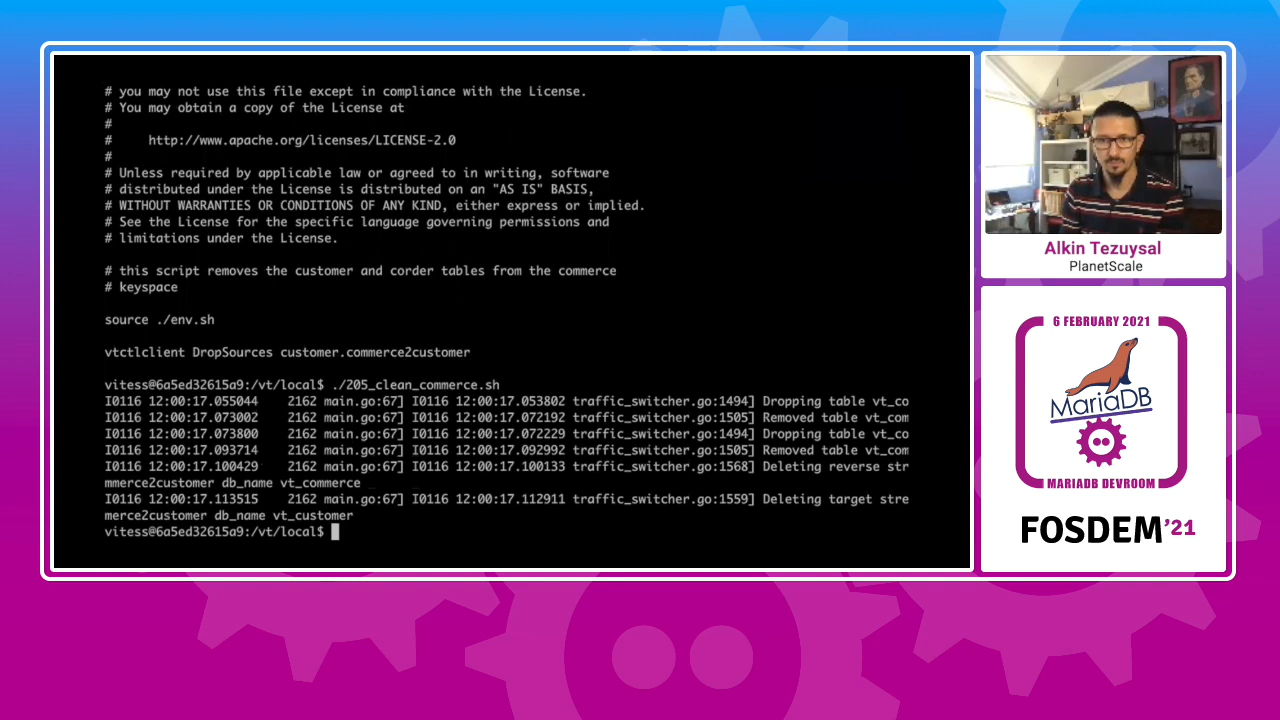 # you may not use this file except in compliance with the License.
# You may obtain a copy of the License at
#
#     http://www.apache.org/licenses/LICENSE-2.0
#
# Unless required by applicable law or agreed to in writing, software
# distributed under the License is distributed on an "AS IS" BASIS,
# WITHOUT WARRANTIES OR CONDITIONS OF ANY KIND, either express or implied.
# See the License for the specific language governing permissions and
# limitations under the License.
# this script removes the customer and corder tables from the commerce
# keyspace
source ./env.sh
vtctlclient DropSources customer.commerce2customer
vitess@6a5ed32615a9:/vt/local$ ./205_clean_commerce.sh
I0116 12:00:17.055044    2162 main.go:67] I0116 12:00:17.053802 traffic_switcher.go:1494] Dropping table vt_co
I0116 12:00:17.073002    2162 main.go:67] I0116 12:00:17.072192 traffic_switcher.go:1505] Removed table vt_com
I0116 12:00:17.073800    2162 main.go:67] I0116 12:00:17.072229 traffic_switcher.go:1494] Dropping table vt_co
I0116 12:00:17.093714    2162 main.go:67] I0116 12:00:17.092992 traffic_switcher.go:1505] Removed table vt_com
I0116 12:00:17.100429    2162 main.go:67] I0116 12:00:17.100133 traffic_switcher.go:1568] Deleting reverse str
mmerce2customer db_name vt_commerce
I0116 12:00:17.113515    2162 main.go:67] I0116 12:00:17.112911 traffic_switcher.go:1559] Deleting target stre
merce2customer db_name vt_customer
vitess@6a5ed32615a9:/vt/local$
Alkin Tezuysal
PlanetScale
6 FEBRUARY 2021
MariaDB
MARIADB DEVROOM
FOSDEM'21